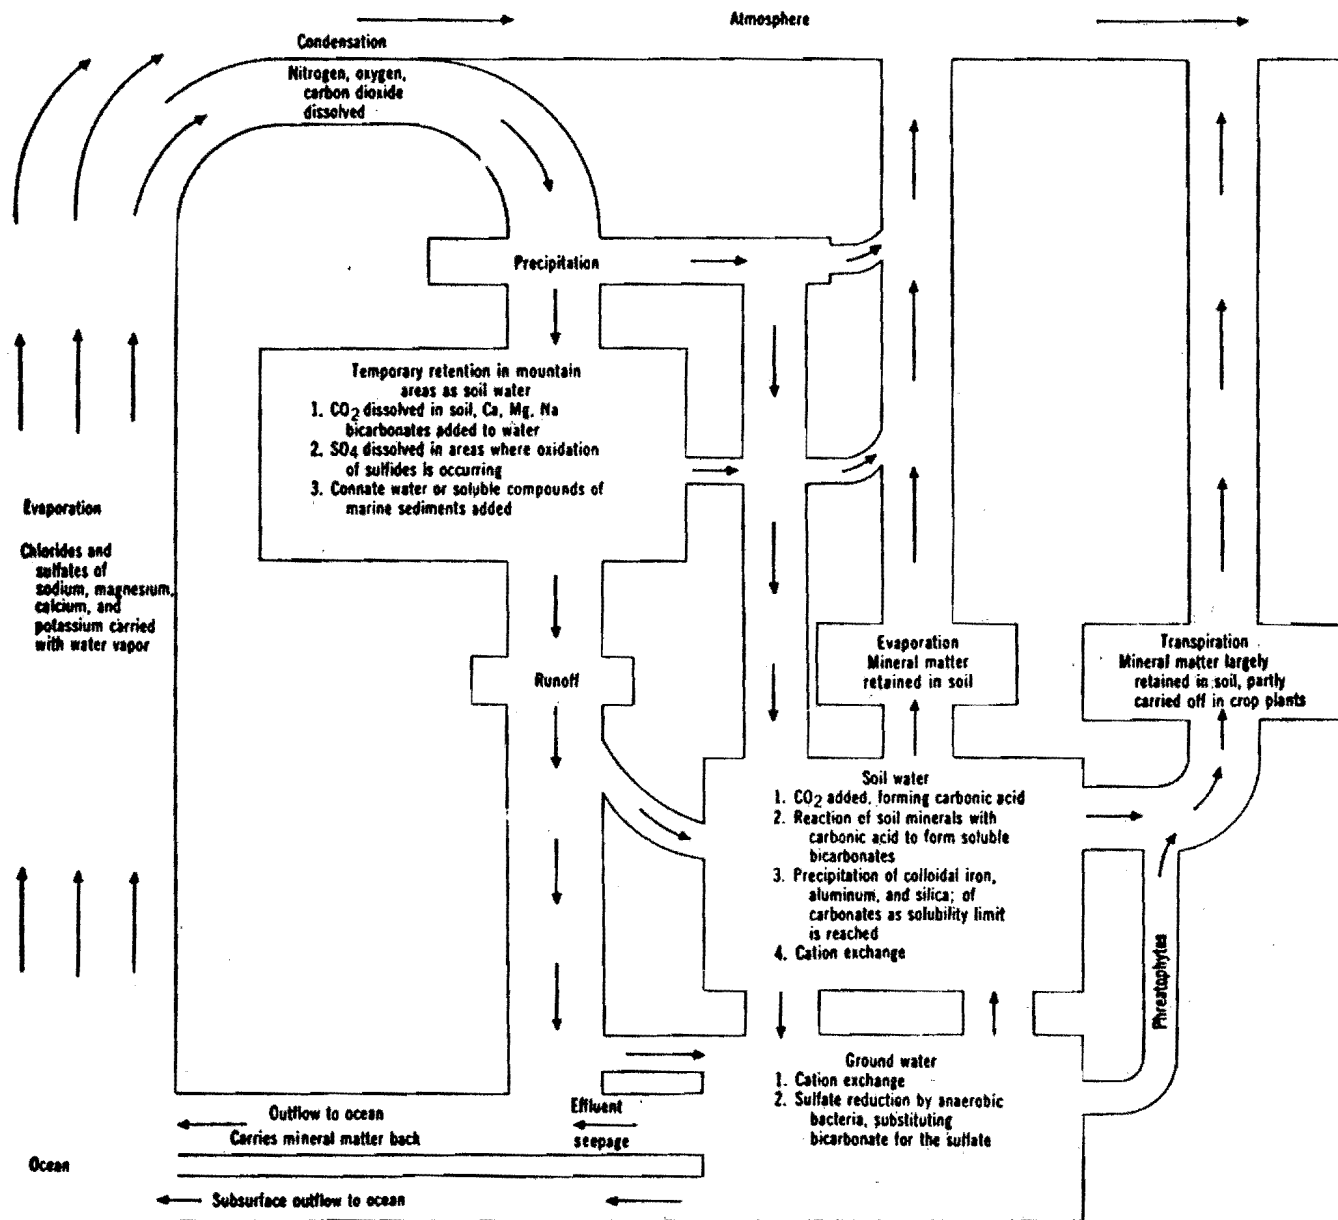 Atmosphere
Condensation
Nitrogen, oxygen,
carbon dioxide
dissolved
Precipitation
Temporary retention in mountain
areas as soil water
1. CO2 dissolved in soil, Ca, Mg, Na
bicarbonates added to water
2. SO4 dissolved in areas where oxidation
of sulfides is occurring
3. Connate water or soluble compounds of
marine sediments added
Evaporation
Chlorides and
sulfates of
sodium, magnesium,
calcium, and
potassium carried
with water vapor
Runoff
Evaporation
Mineral matter
retained in soil
Transpiration
Mineral matter largely
retained in soil, partly
carried off in crop plants
Soil water
1. CO2 added, forming carbonic acid
2. Reaction of soil minerals with
carbonic acid to form soluble
bicarbonates
3. Precipitation of colloidal iron,
aluminum, and silica; of
carbonates as solubility limit
is reached
4. Cation exchange
Phreatophytes
Ground water
1. Cation exchange
2. Sulfate reduction by anaerobic
bacteria, substituting
bicarbonate for the sulfate
Effluent
seepage
Outflow to ocean
Carries mineral matter back
Ocean
Subsurface outflow to ocean